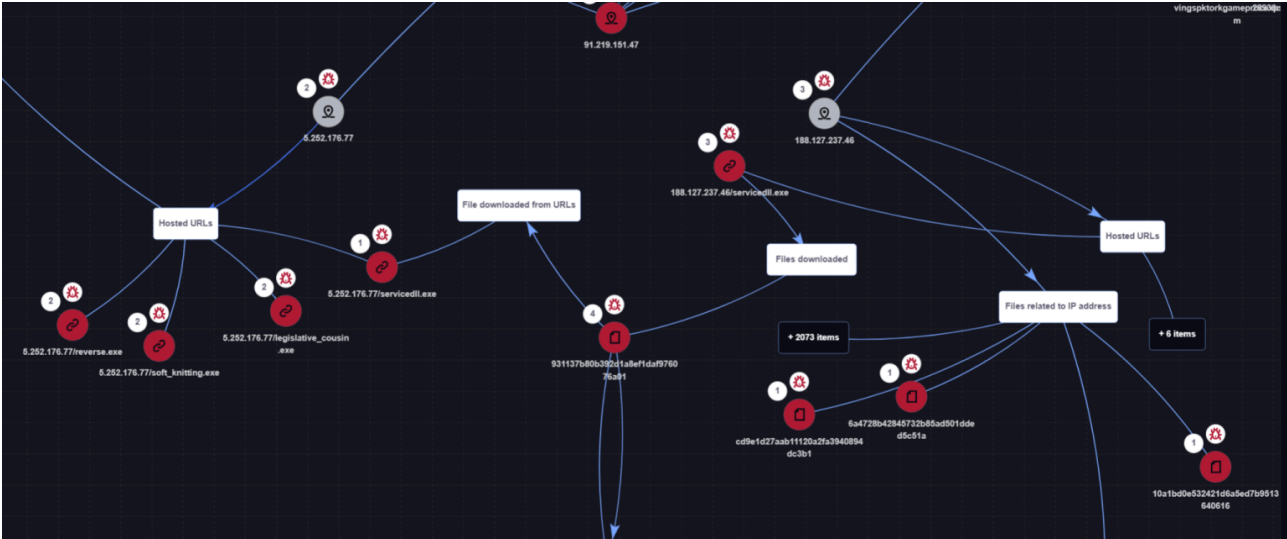 91.219.151.47
m
2
5.252.176.77
3
188.127.237.46
3
188.127.237.46/servicedll.exe
File downloaded from URLs
Hosted URLs
Hosted URLs
1
5.252.176.77/servicedll.exe
Files downloaded
2
5.252.176.77/reverse.exe
2
5.252.176.77/soft_knitting.exe
2
5.252.176.77/legislative_cousin
.exe
4
931137b80b392d1a8ef1daf9760
76a01
Files related to IP address
+ 2073 items
+ 6 items
1
cd9e1d27aab11120a2fa3940894
dc3b1
1
6a4728b42845732b85ad501dde
d5c51a
1
10a1bd0e532421d6a5ed7b9513
640616